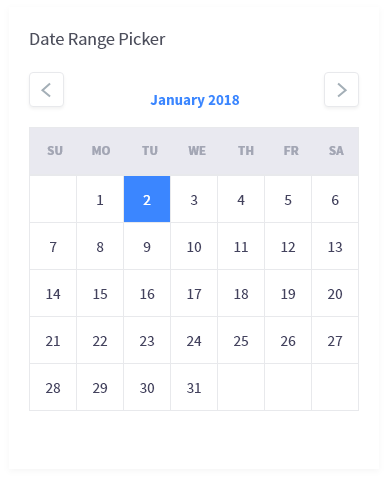 Date Range Picker
January 2018
SU MO TU WE TH FR SA
1 2 3 4 5 6
7 8 9 10 11 12 13
14 15 16 17 18 19 20
21 22 23 24 25 26 27
28 29 30 31